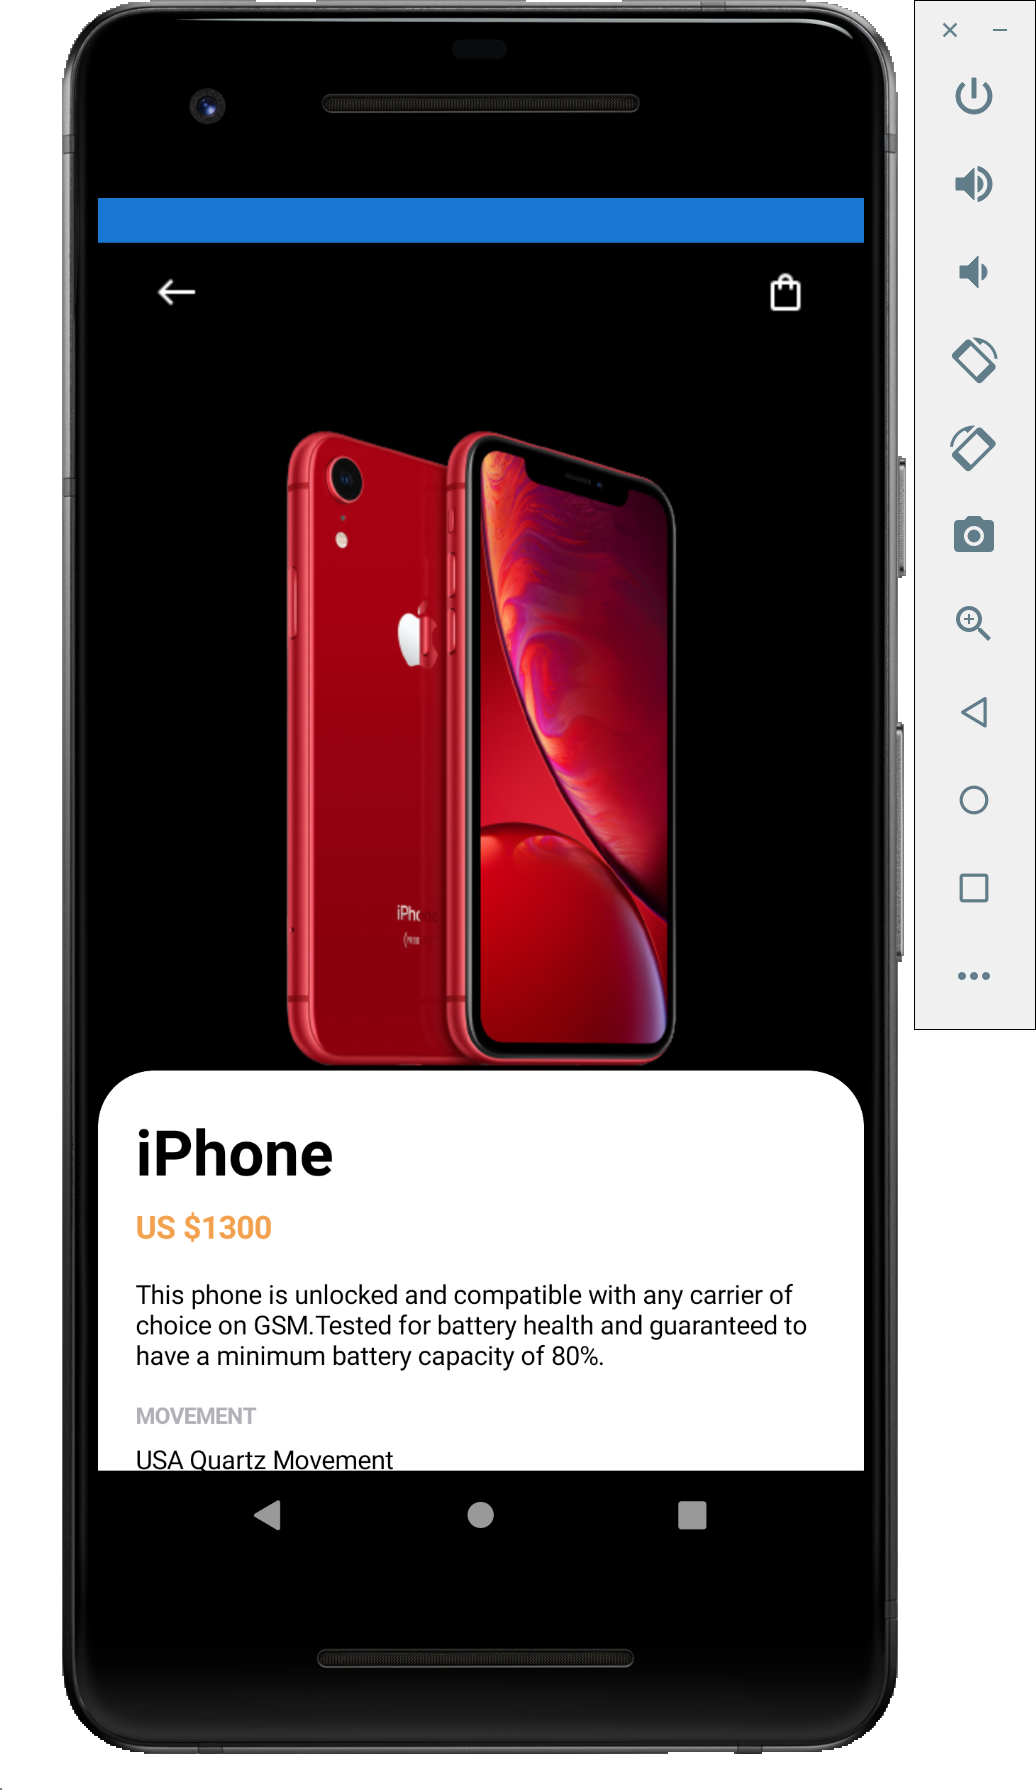 iPho
iPhone
US $1300
This phone is unlocked and compatible with any carrier of
choice on GSM.Tested for battery health and guaranteed to
have a minimum battery capacity of 80%.
MOVEMENT
USA Quartz Movement